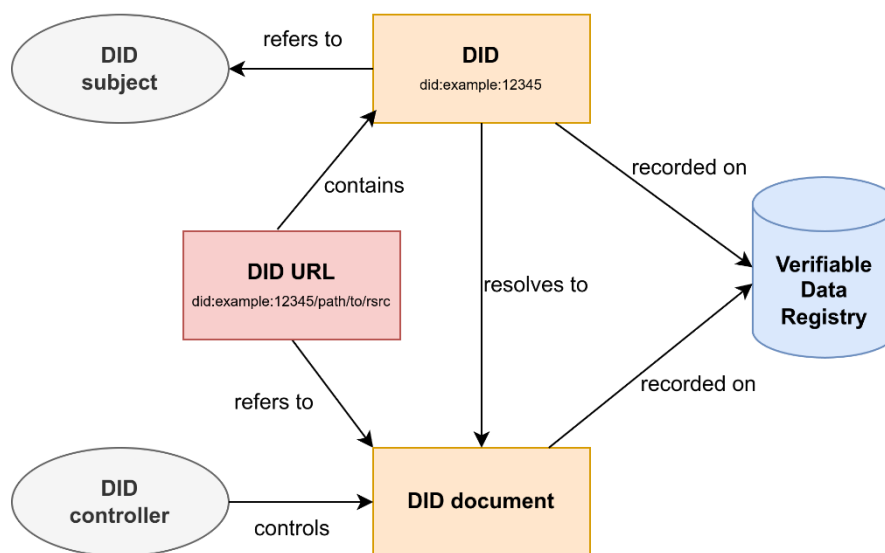 refers to
DID
subject
DID
did:example:12345
contains
recorded on
DID URL
did:example:12345/path/to/rsrc
resolves to
Verifiable
Data
Registry
refers to
recorded on
DID
controller
controls
DID document